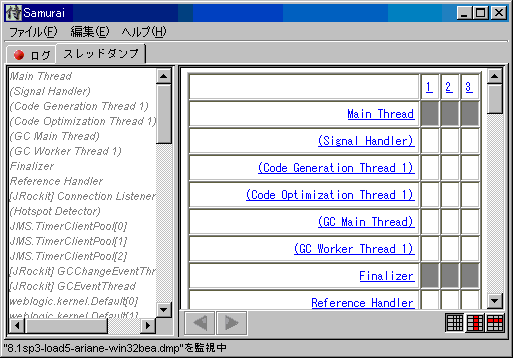 侍 Samurai
ファイル(F) 編集(E) ヘルプ(H)
ログ スレッドダンプ
Main Thread
(Signal Handler)
(Code Generation Thread 1)
(Code Optimization Thread 1)
(GC Main Thread)
(GC Worker Thread 1)
Finalizer
Reference Handler
[JRockit] Connection Listener
(Hotspot Detector)
JMS.TimerClientPool[0]
JMS.TimerClientPool[1]
JMS.TimerClientPool[2]
[JRockit] GCChangeEventThr
[JRockit] GCEventThread
weblogic.kernel.Default[0]
weblogic.kernel.Default[1]
1 2 3
Main Thread
(Signal Handler)
(Code Generation Thread 1)
(Code Optimization Thread 1)
(GC Main Thread)
(GC Worker Thread 1)
Finalizer
Reference Handler
"8.1sp3-load5-ariane-win32bea.dmp"を監視中